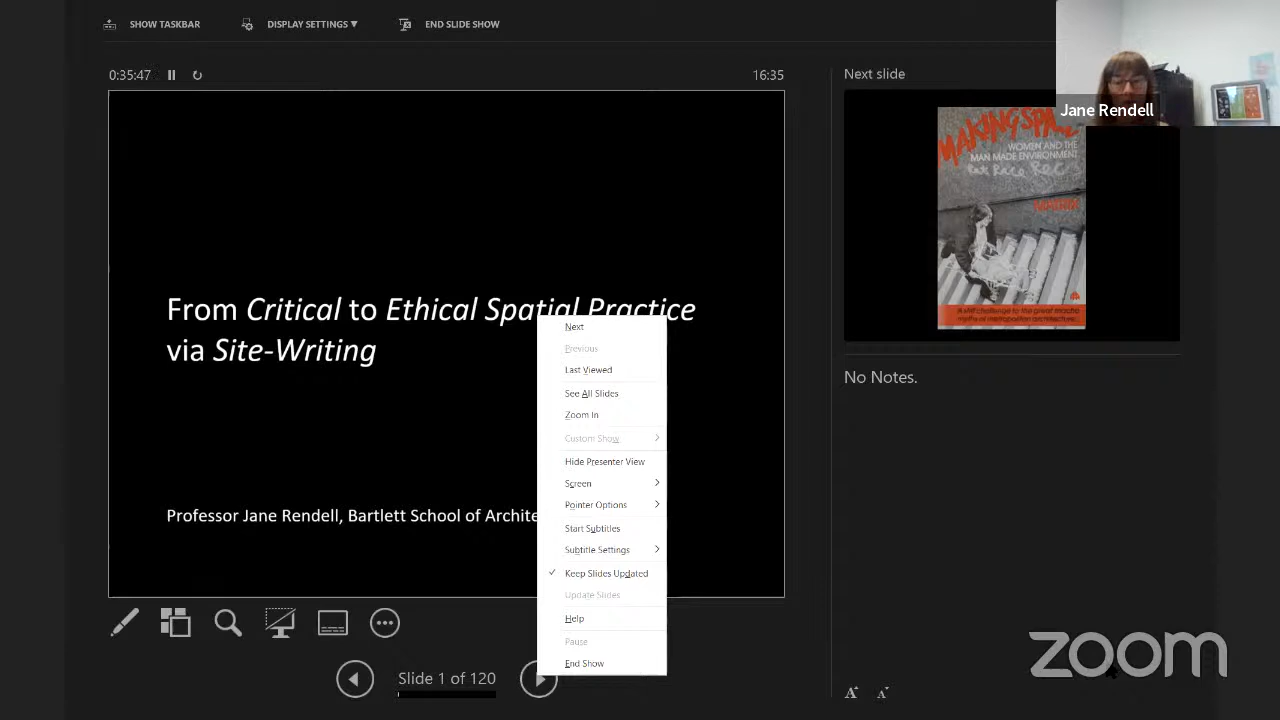 SHOW TASKBAR
DISPLAY SETTINGS ▼
END SLIDE SHOW
0:35:47
16:35
Next slide
Jane Rendell
MAKING SPACE
WOMEN AND THE
MAN MADE ENVIRONMENT
MATRIX
From Critical to Ethical Spatial Practice
via Site-Writing
Professor Jane Rendell, Bartlett School of Archite
No Notes.
Next
Previous
Last Viewed
See All Slides
Zoom In
Custom Show
Hide Presenter View
Screen
Pointer Options
Start Subtitles
Subtitle Settings
Keep Slides Updated
Update Slides
Help
Pause
End Show
Slide 1 of 120
zoom
A
A